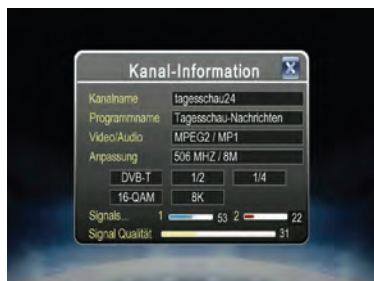 Kanal-Information X
Kanalname tagesschau24
Programmname Tagesschau-Nachrichten
Video/Audio MPEG2 / MP1
Anpassung 506 MHZ / 8M
DVB-T 1/2 1/4
16-QAM 8K
Signals... 1 53 2 22
Signal Qualität 31